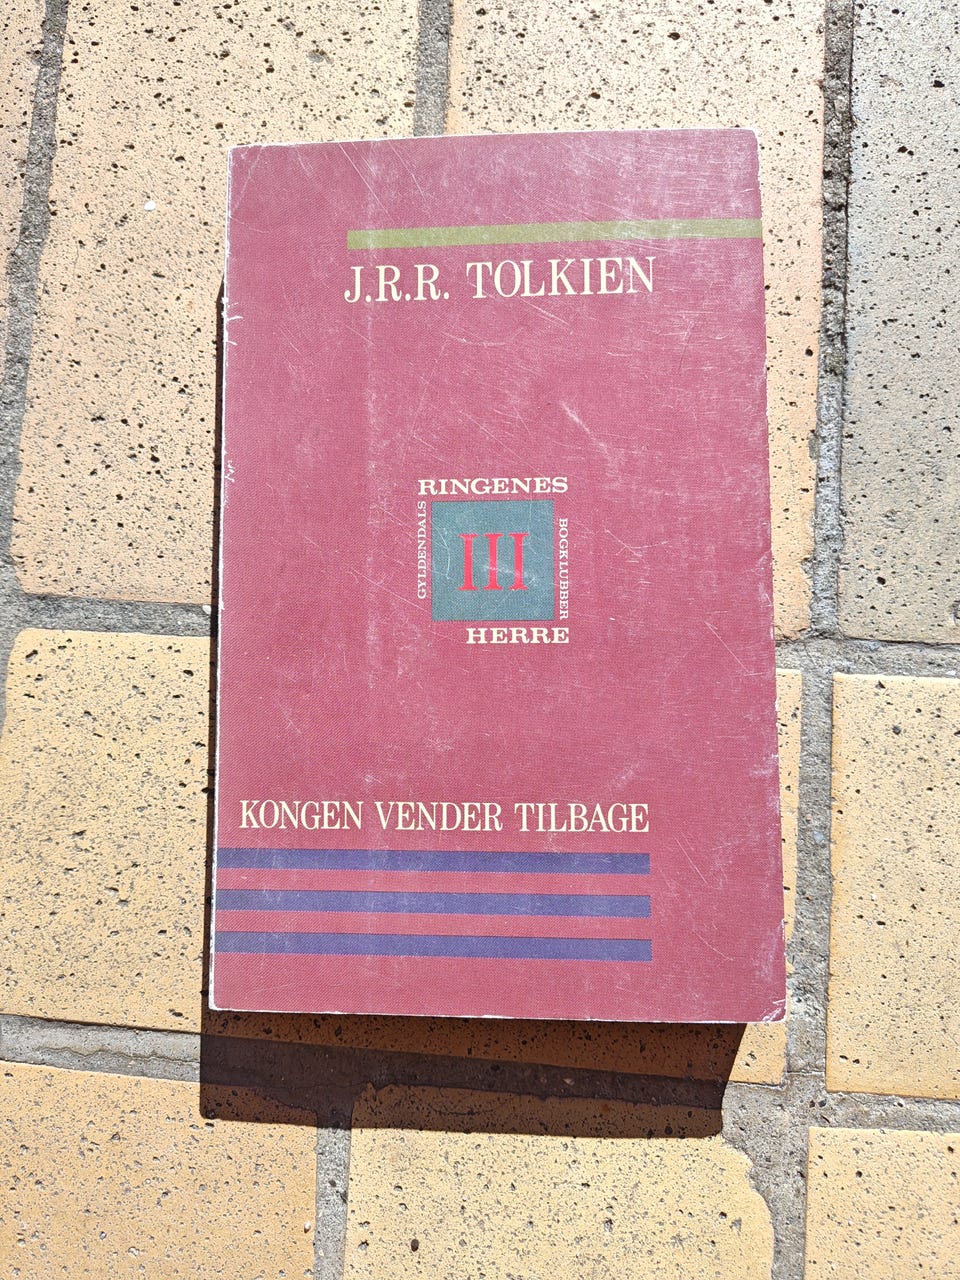 J.R.R. TOLKIEN
RINGENES
GYLDENDALS
III
BOGKLUBBER
HERRE
KONGEN VENDER TILBAGE